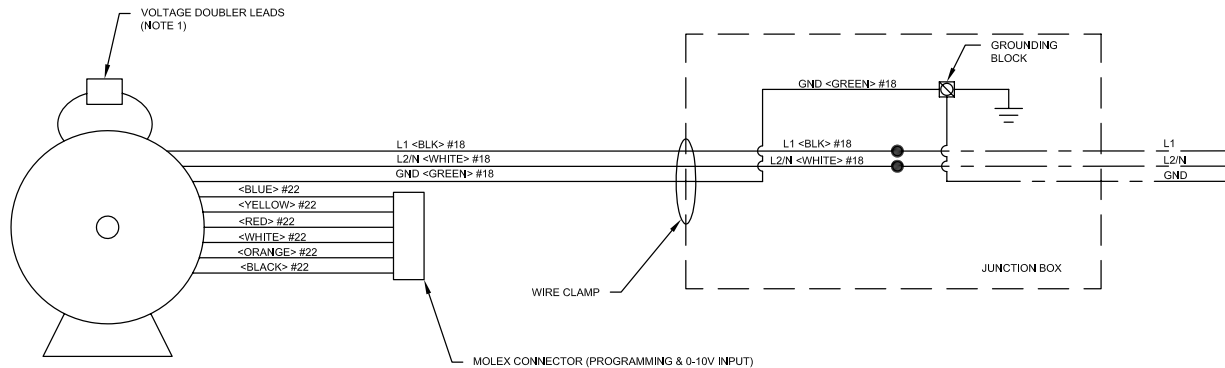 VOLTAGE DOUBLER LEADS
(NOTE 1)
GROUNDING
BLOCK
GND <GREEN> #18
L1 <BLK> #18
L1 <BLK> #18
L1
L2/N <WHITE> #18
L2/N <WHITE> #18
L2/N
GND <GREEN> #18
GND
<BLUE> #22
<YELLOW> #22
<RED> #22
<WHITE> #22
<ORANGE> #22
<BLACK> #22
JUNCTION BOX
WIRE CLAMP
MOLEX CONNECTOR (PROGRAMMING & 0-10V INPUT)